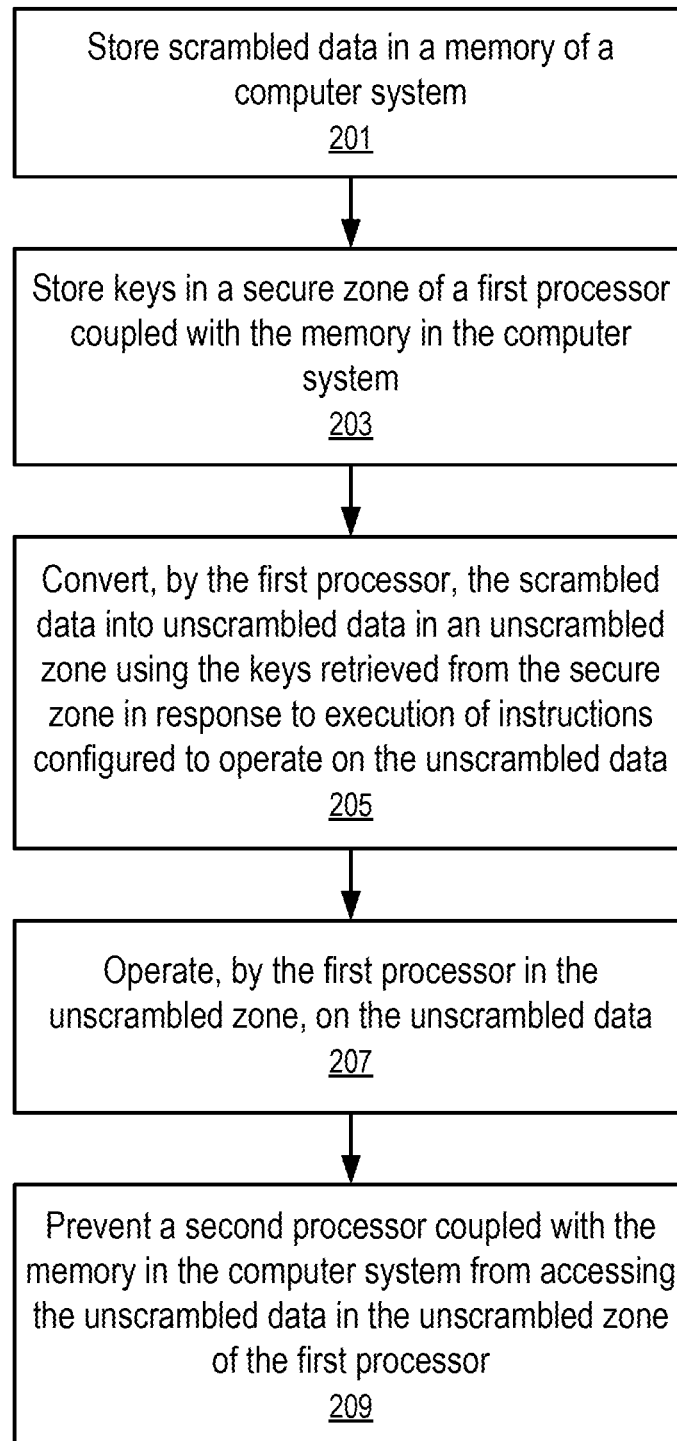 Store scrambled data in a memory of a
computer system
201
Store keys in a secure zone of a first processor
coupled with the memory in the computer
system
203
Convert, by the first processor, the scrambled
data into unscrambled data in an unscrambled
zone using the keys retrieved from the secure
zone in response to execution of instructions
configured to operate on the unscrambled data
205
Operate, by the first processor in the
unscrambled zone, on the unscrambled data
207
Prevent a second processor coupled with the
memory in the computer system from accessing
the unscrambled data in the unscrambled zone
of the first processor
209